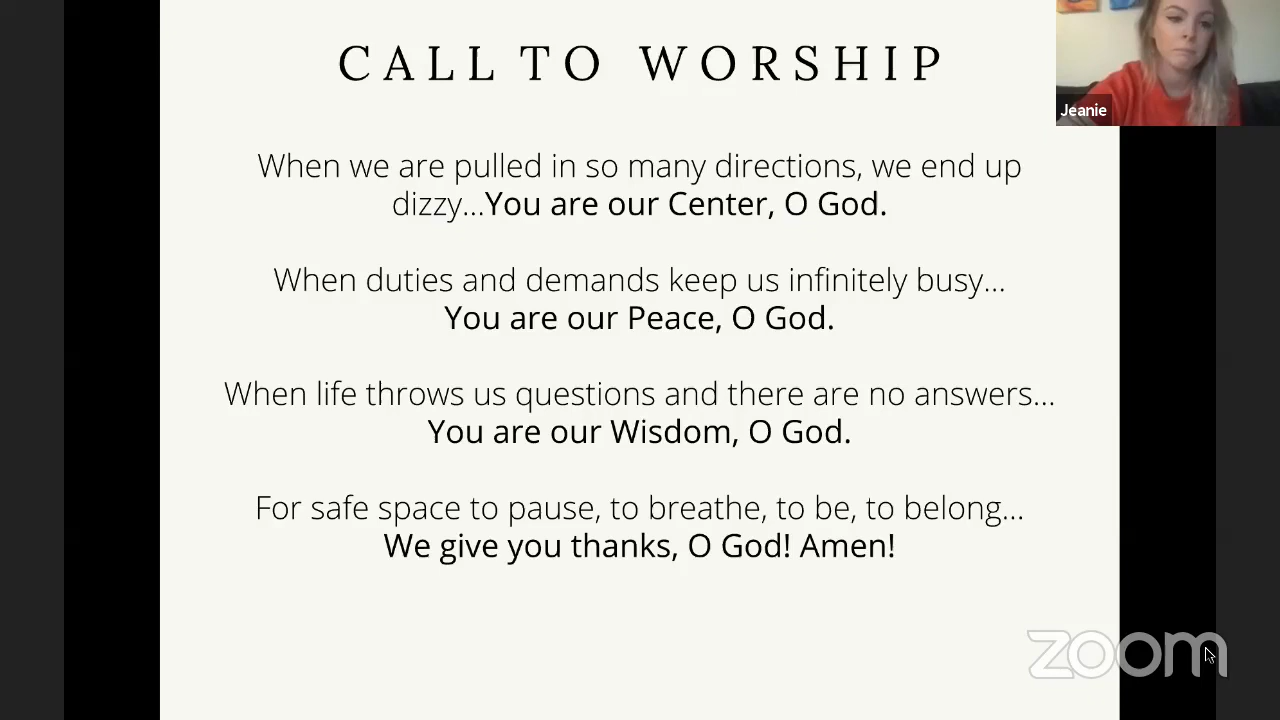 CALL TO WORSHIP
Jeanie
When we are pulled in so many directions, we end up
dizzy...You are our Center, O God.
When duties and demands keep us infinitely busy...
You are our Peace, O God.
When life throws us questions and there are no answers...
You are our Wisdom, O God.
For safe space to pause, to breathe, to be, to belong...
We give you thanks, O God! Amen!
zoom